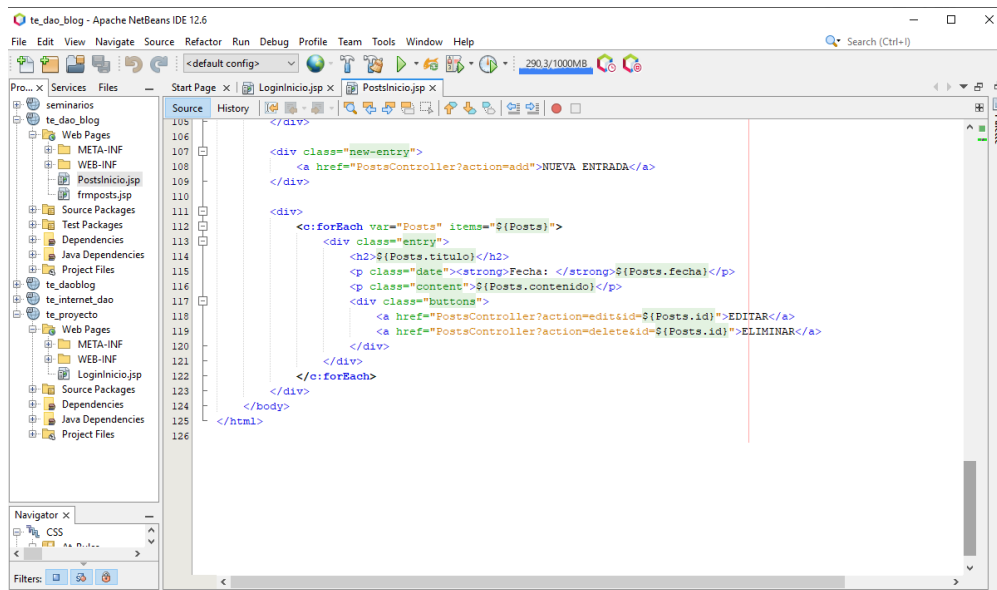 te_dao_blog - Apache NetBeans IDE 12.6
File Edit View Navigate Source Refactor Run Debug Profile Team Tools Window Help
Search (Ctrl+I)
<default config>
290,3/1000MB
Pro... Services Files
Start Page LoginInicio.jsp PostsInicio.jsp
Source History
seminarios
te_dao_blog
Web Pages
META-INF
WEB-INF
PostsInicio.jsp
frmposts.jsp
Source Packages
Test Packages
Dependencies
Java Dependencies
Project Files
te_daoblog
te_internet_dao
te_proyecto
Web Pages
META-INF
WEB-INF
LoginInicio.jsp
Source Packages
Dependencies
Java Dependencies
Project Files
105 </div>
106
107 <div class="new-entry">
108 <a href="PostsController?action=add">NUEVA ENTRADA</a>
109 </div>
110
111 <div>
112 <c:forEach var="Posts" items="${Posts}">
113 <div class="entry">
114 <h2>${Posts.titulo}</h2>
115 <p class="date"><strong>Fecha: </strong>${Posts.fecha}</p>
116 <p class="content">${Posts.contenido}</p>
117 <div class="buttons">
118 <a href="PostsController?action=edit&id=${Posts.id}">EDITAR</a>
119 <a href="PostsController?action=delete&id=${Posts.id}">ELIMINAR</a>
120 </div>
121 </div>
122 </c:forEach>
123 </div>
124 </body>
125 </html>
126
Navigator
CSS
Filters: